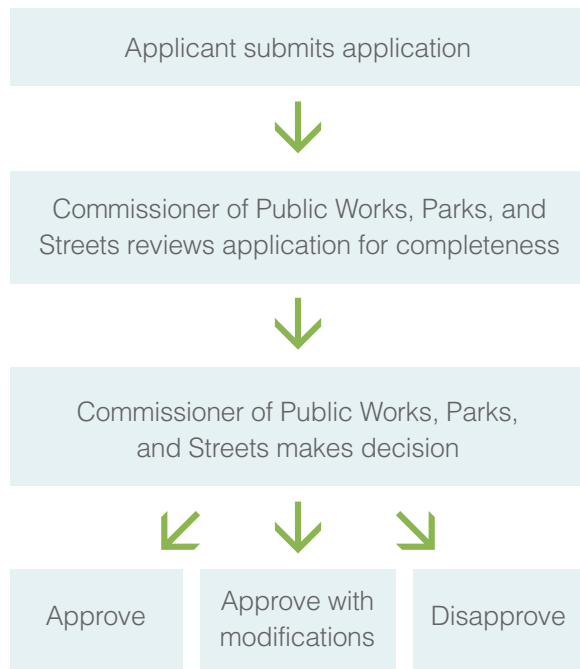 Applicant submits application
Commissioner of Public Works, Parks, and
Streets reviews application for completeness
Commissioner of Public Works, Parks,
and Streets makes decision
Approve
Approve with
modifications
Disapprove